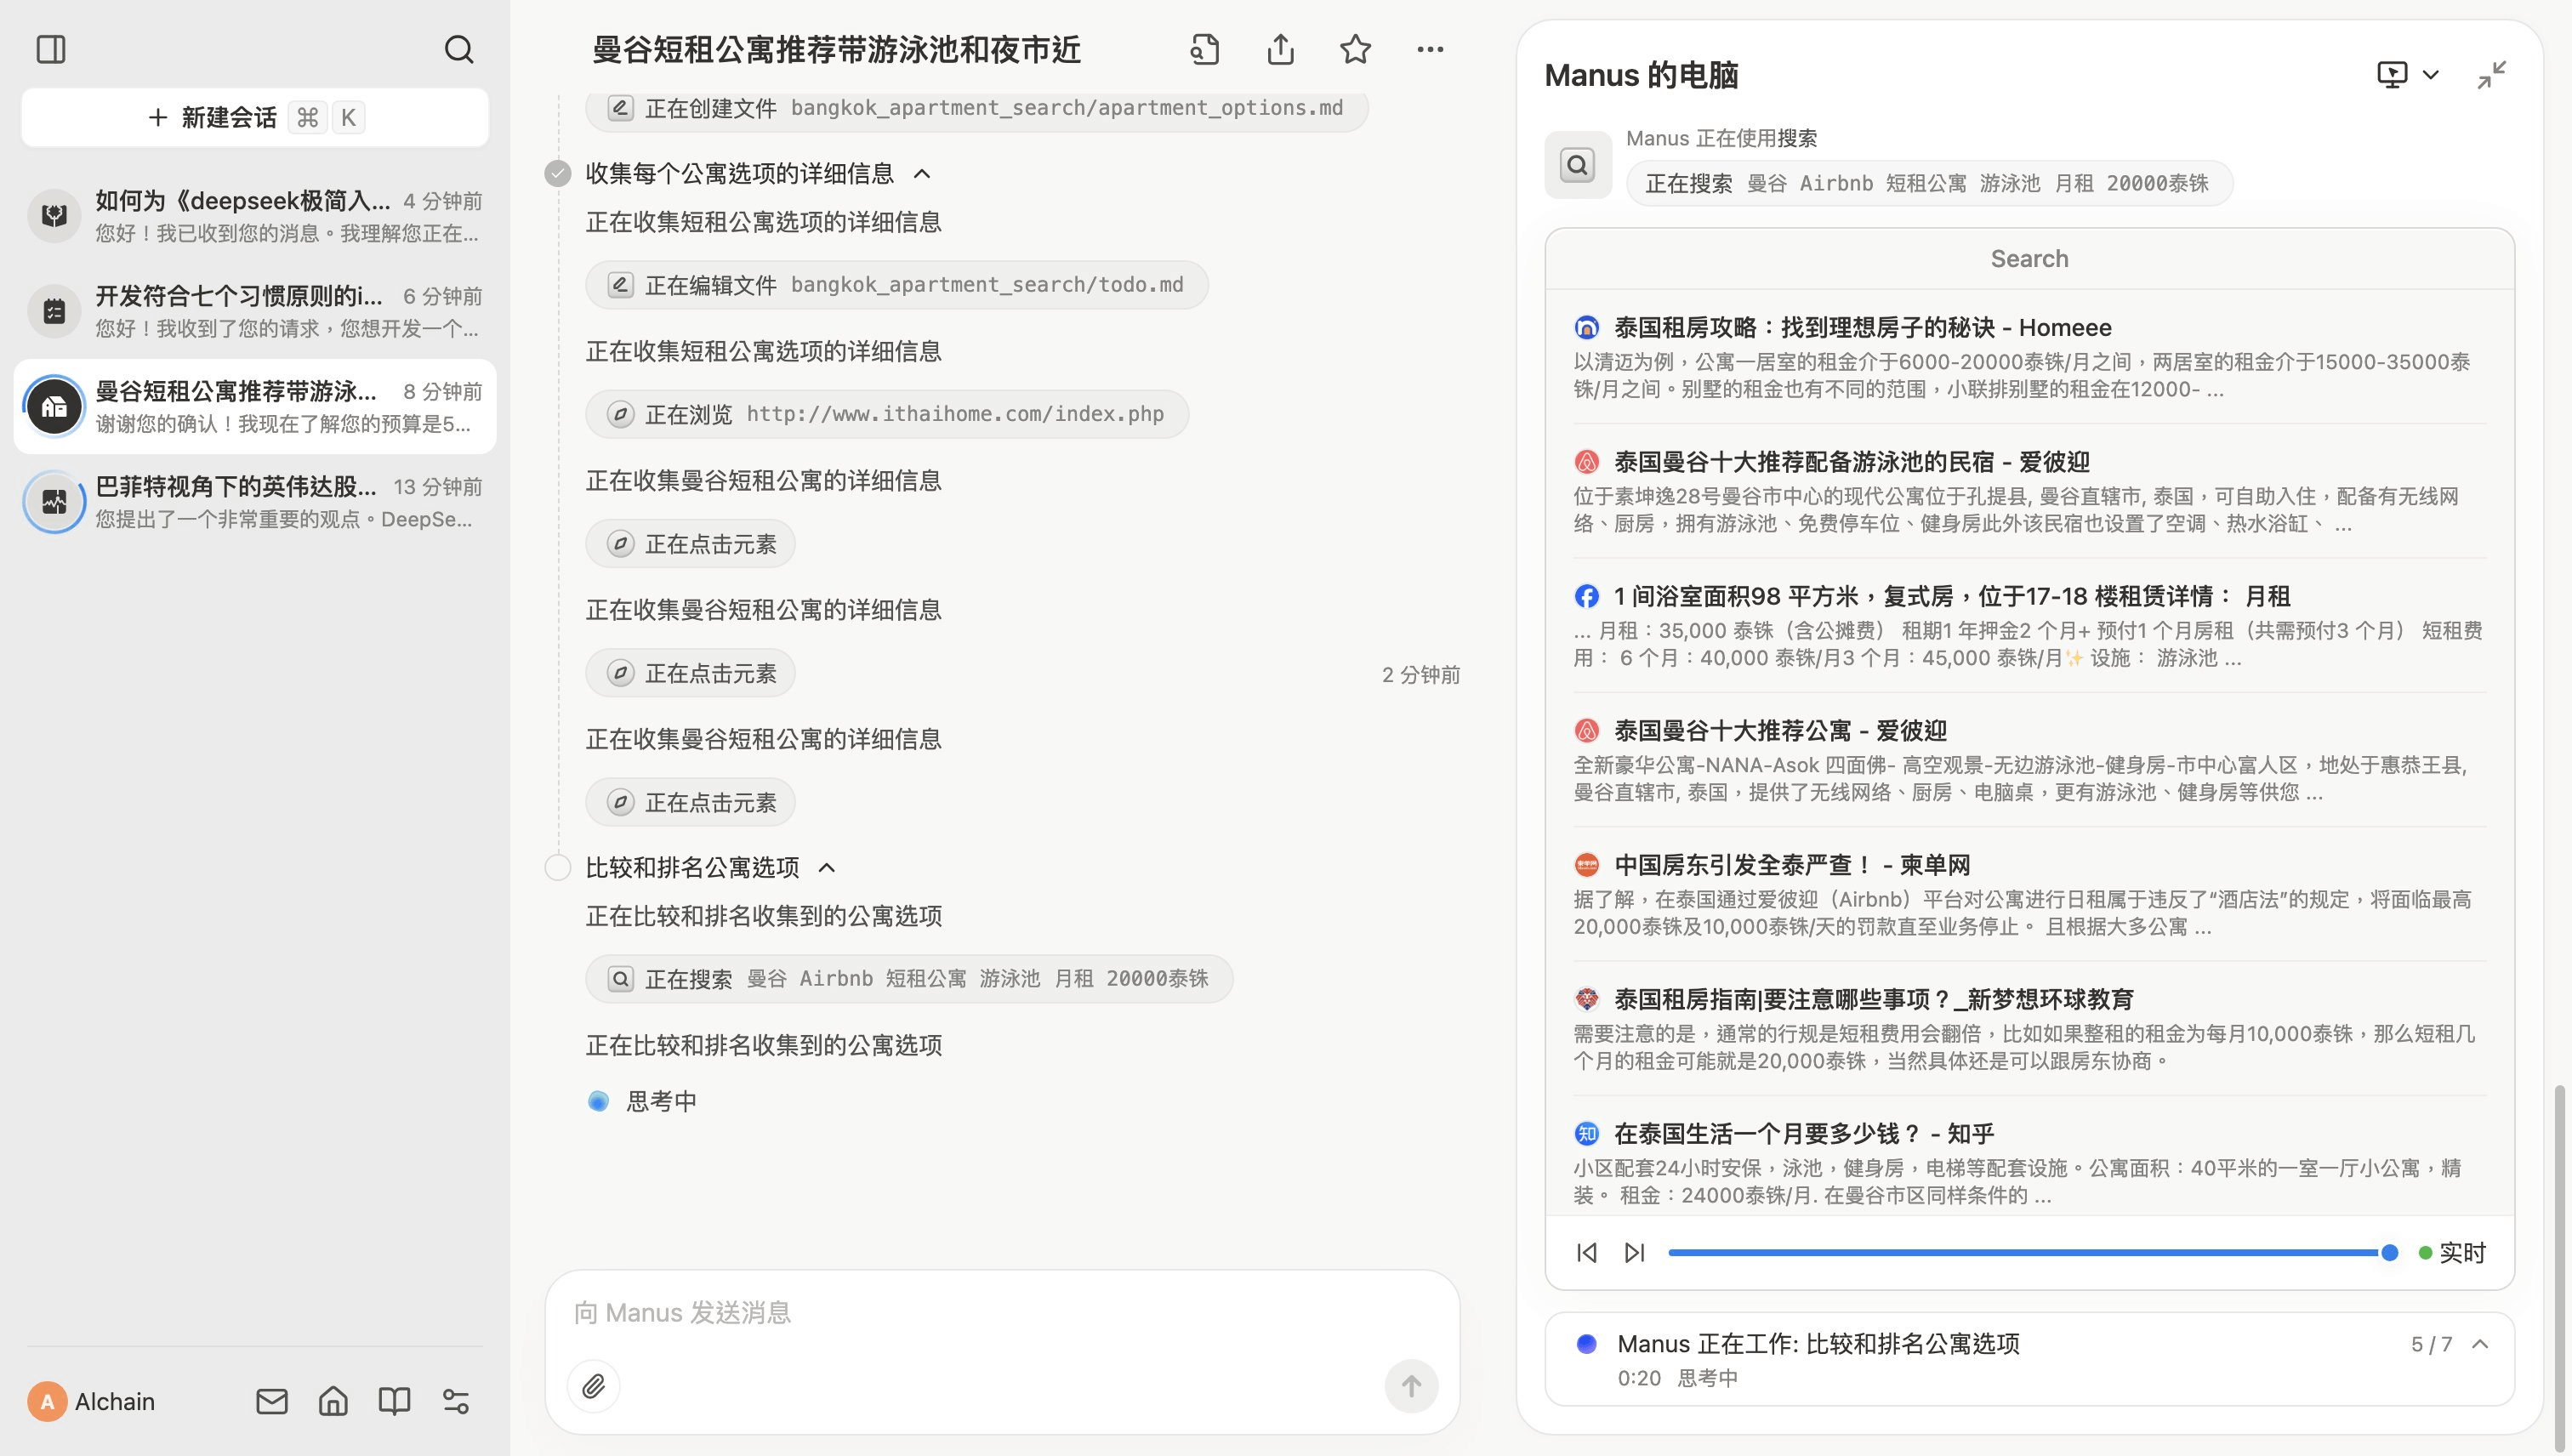 新建会话 ⌘ K
如何为《deepseek极简入... 4 分钟前
您好！我已收到您的消息。我理解您正在...
开发符合七个习惯原则的i... 6 分钟前
您好！我收到了您的请求，您想开发一个...
曼谷短租公寓推荐带游泳... 8 分钟前
谢谢您的确认！我现在了解您的预算是5...
巴菲特视角下的英伟达股... 13 分钟前
您提出了一个非常重要的观点。DeepSe...
A Alchain
曼谷短租公寓推荐带游泳池和夜市近
正在创建文件 bangkok_apartment_search/apartment_options.md
收集每个公寓选项的详细信息
正在收集短租公寓选项的详细信息
正在编辑文件 bangkok_apartment_search/todo.md
正在收集短租公寓选项的详细信息
正在浏览 http://www.ithaihome.com/index.php
正在收集曼谷短租公寓的详细信息
正在点击元素
正在收集曼谷短租公寓的详细信息
正在点击元素
2 分钟前
正在收集曼谷短租公寓的详细信息
正在点击元素
比较和排名公寓选项
正在比较和排名收集到的公寓选项
正在搜索 曼谷 Airbnb 短租公寓 游泳池 月租 20000泰铢
正在比较和排名收集到的公寓选项
思考中
向 Manus 发送消息
Manus 的电脑
Manus 正在使用搜索
正在搜索 曼谷 Airbnb 短租公寓 游泳池 月租 20000泰铢
Search
泰国租房攻略：找到理想房子的秘诀 - Homeee
以清迈为例，公寓一居室的租金介于6000-20000泰铢/月之间，两居室的租金介于15000-35000泰
铢/月之间。别墅的租金也有不同的范围，小联排别墅的租金在12000- ...
泰国曼谷十大推荐配备游泳池的民宿 - 爱彼迎
位于素坤逸28号曼谷市中心的现代公寓位于孔提县, 曼谷直辖市, 泰国，可自助入住，配备有无线网
络、厨房，拥有游泳池、免费停车位、健身房此外该民宿也设置了空调、热水浴缸、 ...
1 间浴室面积98 平方米，复式房，位于17-18 楼租赁详情： 月租
... 月租：35,000 泰铢（含公摊费） 租期1 年押金2 个月+ 预付1 个月房租（共需预付3 个月） 短租费
用： 6 个月：40,000 泰铢/月3 个月：45,000 泰铢/月✨ 设施： 游泳池 ...
泰国曼谷十大推荐公寓 - 爱彼迎
全新豪华公寓-NANA-Asok 四面佛- 高空观景-无边游泳池-健身房-市中心富人区，地处于惠恭王县,
曼谷直辖市, 泰国，提供了无线网络、厨房、电脑桌，更有游泳池、健身房等供您 ...
中国房东引发全泰严查！ - 柬单网
据了解，在泰国通过爱彼迎（Airbnb）平台对公寓进行日租属于违反了“酒店法”的规定，将面临最高
20,000泰铢及10,000泰铢/天的罚款直至业务停止。 且根据大多公寓 ...
泰国租房指南|要注意哪些事项？_新梦想环球教育
需要注意的是，通常的行规是短租费用会翻倍，比如如果整租的租金为每月10,000泰铢，那么短租几
个月的租金可能就是20,000泰铢，当然具体还是可以跟房东协商。
知 在泰国生活一个月要多少钱？ - 知乎
小区配套24小时安保，泳池，健身房，电梯等配套设施。公寓面积：40平米的一室一厅小公寓，精
装。 租金：24000泰铢/月. 在曼谷市区同样条件的 ...
实时
Manus 正在工作: 比较和排名公寓选项 5 / 7
0:20 思考中